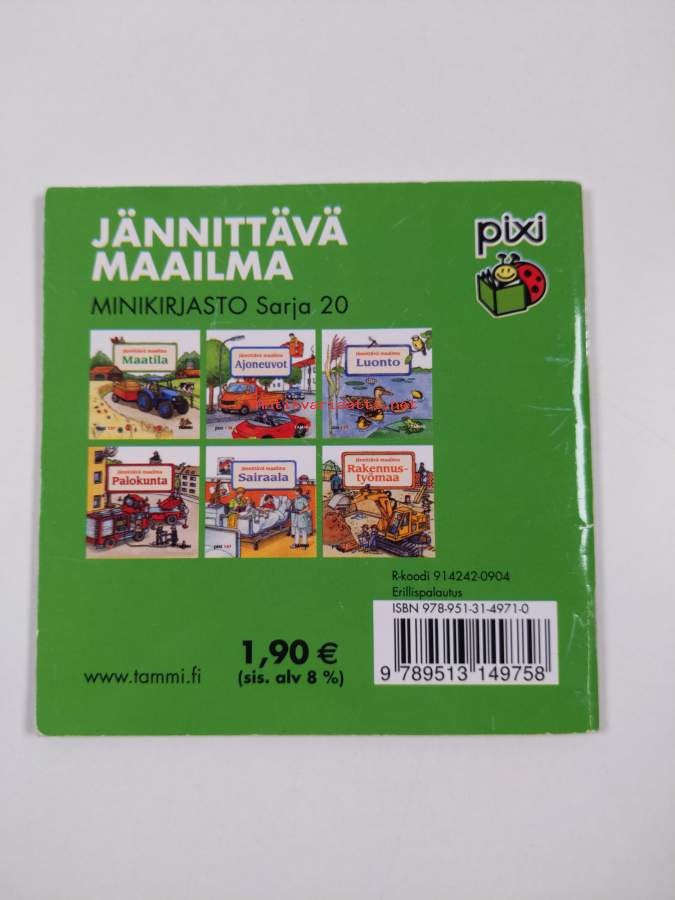 JÄNNITTÄVÄ
MAAILMA
pixi
MINIKIRJASTO Sarja 20
jännittävä maailma
Maatila
jännittävä maailma
Ajoneuvot
jännittävä maailma
Luonto
jännittävä maailma
Palokunta
jännittävä maailma
Sairaala
jännittävä maailma
Rakennus-
työmaa
R-koodi 914242-0904
Erillispalautus
ISBN 978-951-31-4971-0
9 789513 149758
1,90 €
(sis. alv 8 %)
www.tammi.fi